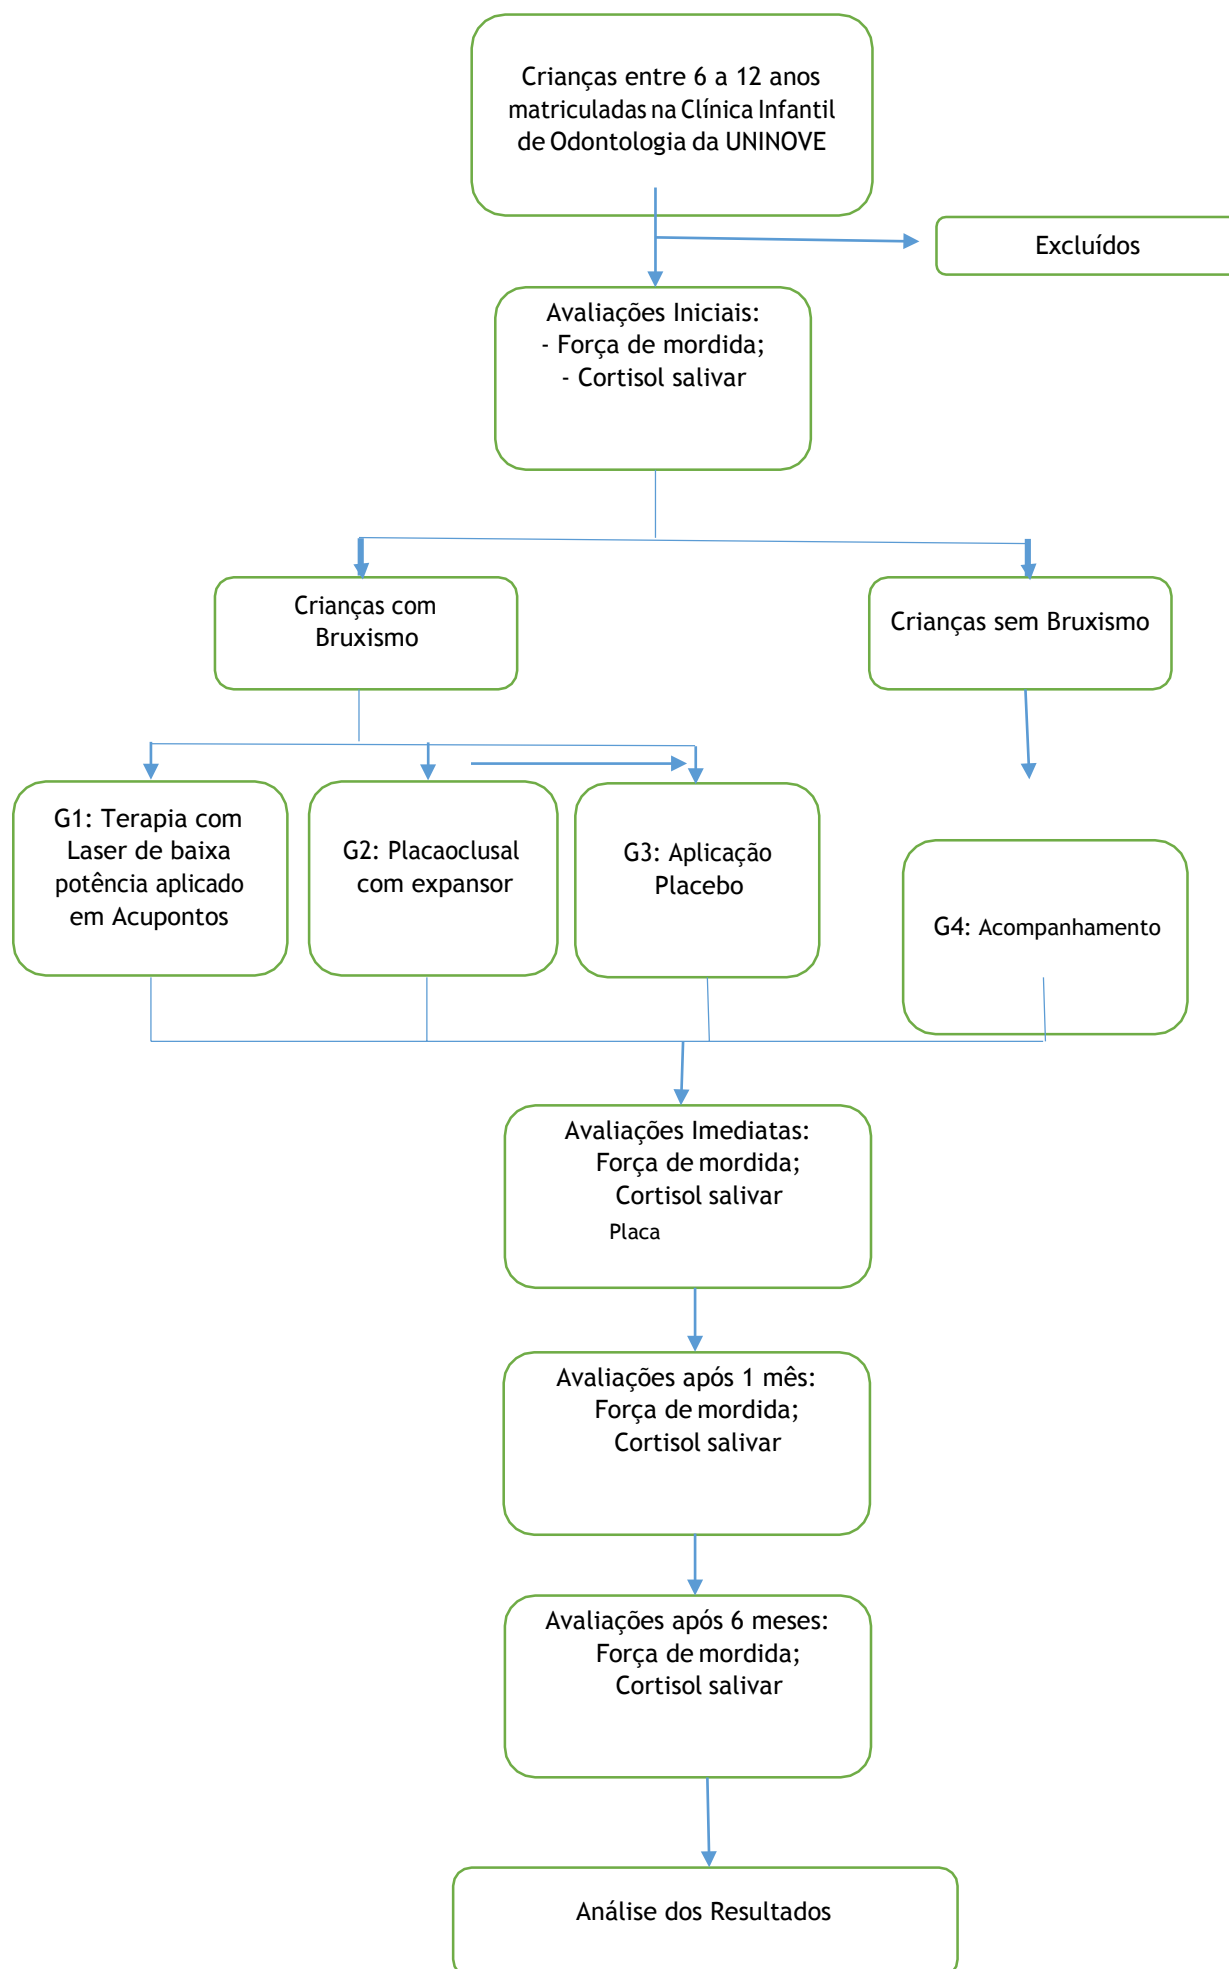 Crianças entre 6 a 12 anos
matriculadas na Clínica Infantil
de Odontologia da UNINOVE
Excluídos
Avaliações Iniciais:
- Força de mordida;
- Cortisol salivar
Crianças com
Bruxismo
Crianças sem Bruxismo
G1: Terapia com
Laser de baixa
potência aplicado
em Acupontos
G2: Placaoclusal
com expansor
G3: Aplicação
Placebo
G4: Acompanhamento
Avaliações Imediatas:
Força de mordida;
Cortisol salivar
Placa
Avaliações após 1 mês:
Força de mordida;
Cortisol salivar
Avaliações após 6 meses:
Força de mordida;
Cortisol salivar
Análise dos Resultados